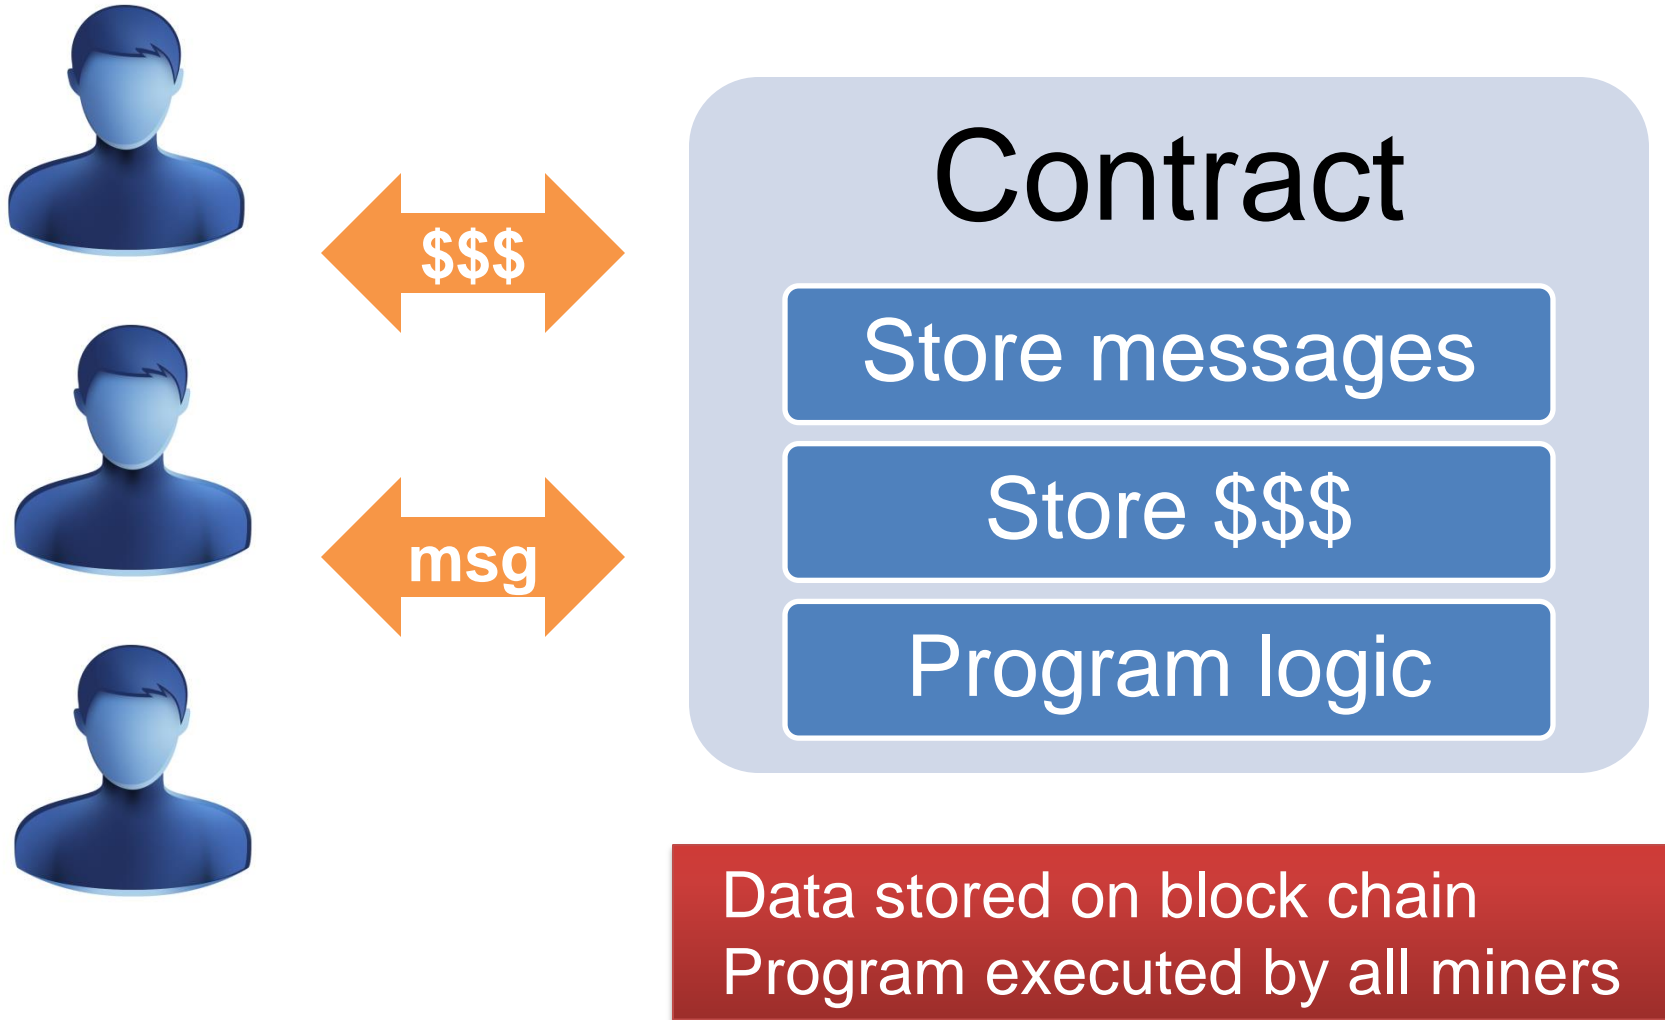 $$$
msg
Contract
Store messages
Store $$$
Program logic
Data stored on block chain
Program executed by all miners